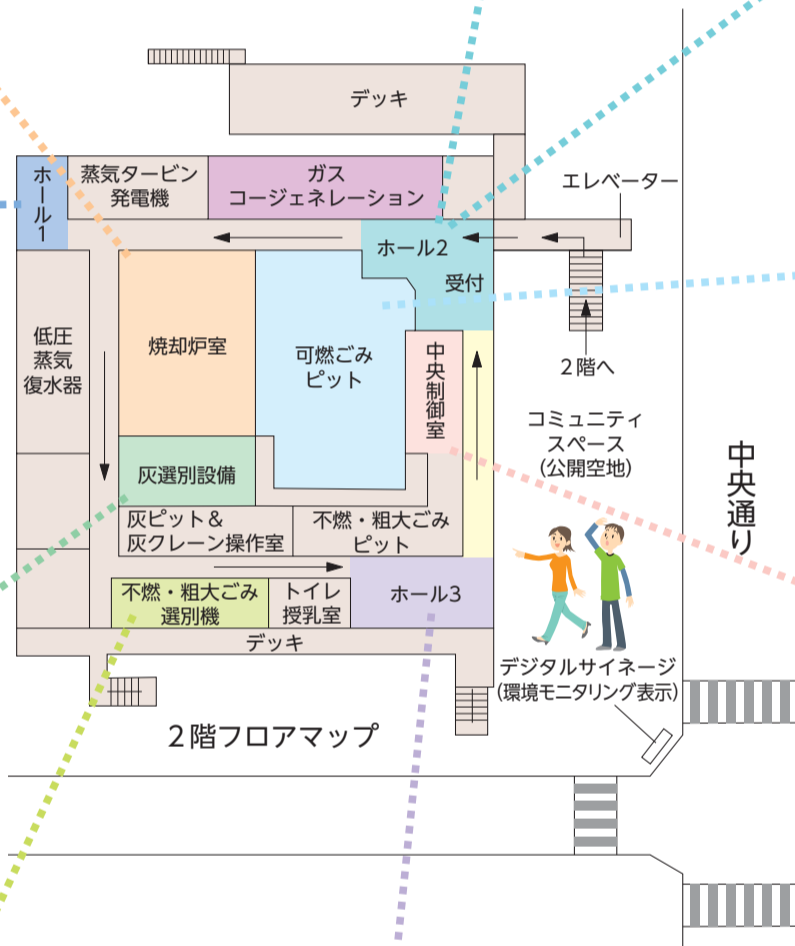 デッキ
ホール1
蒸気タービン
発電機
ガス
コージェネレーション
エレベーター
ホール2
受付
低圧
蒸気
復水器
焼却炉室
可燃ごみ
ピット
中央制御室
2階へ
コミュニティ
スペース
（公開空地）
中央通り
灰選別設備
灰ピット＆
灰クレーン操作室
不燃・粗大ごみ
ピット
不燃・粗大ごみ
選別機
トイレ
授乳室
ホール3
デッキ
デジタルサイネージ
（環境モニタリング表示）
2階フロアマップ